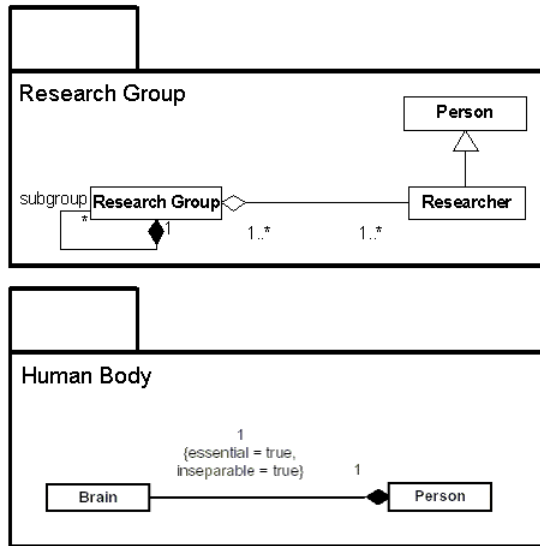 Research Group
Person
subgroup
Research Group
Researcher
*
1
1..*
1..*
Human Body
1
{essential = true,
inseparable = true}
1
Brain
Person